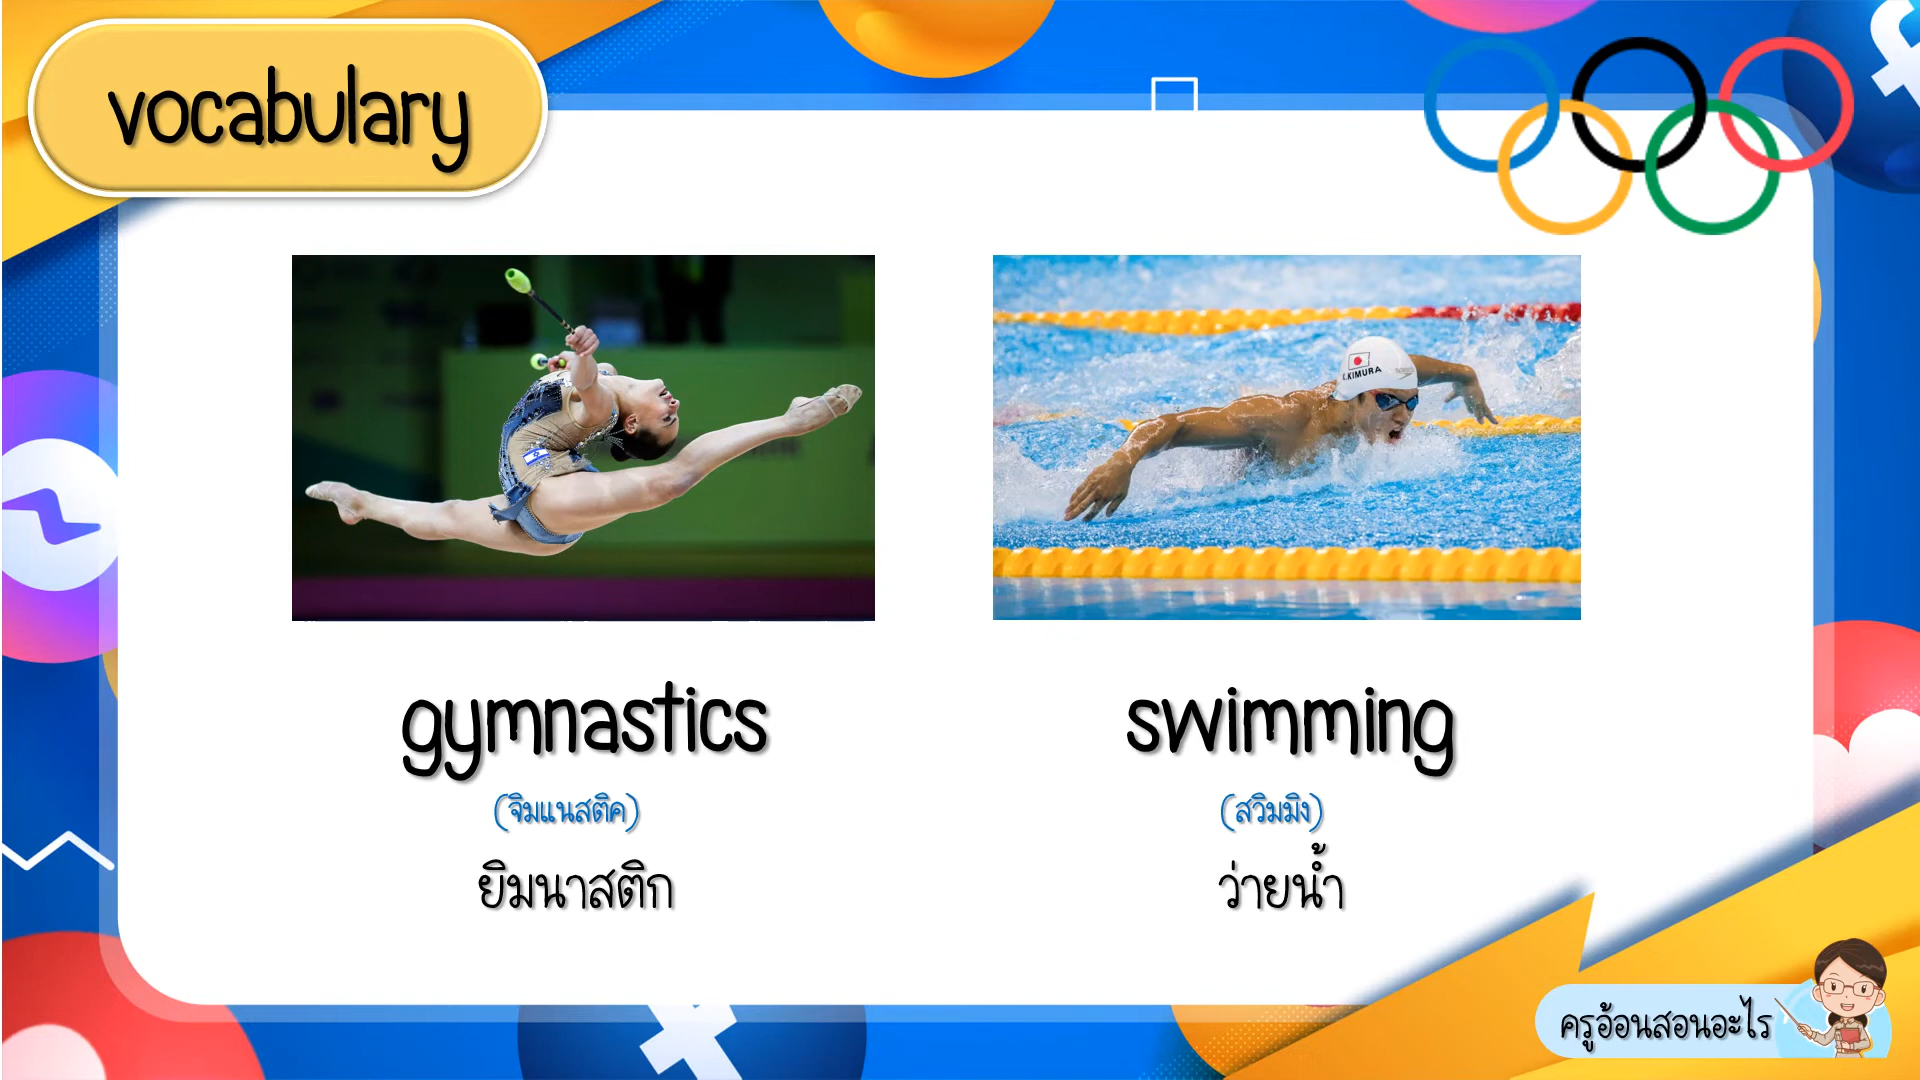 vocabulary
K.KIMURA
gymnastics
swimming
(จิมแนสติค)
(สวิมมิง)
ยิมนาสติก
ว่ายน้ำ
ครูอ้อนสอนอะไร